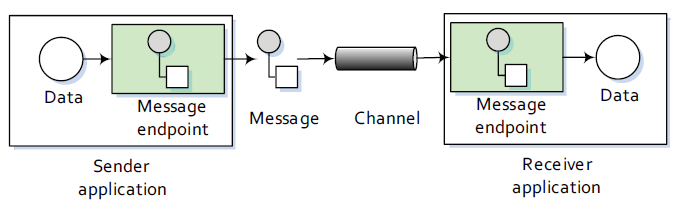 Data
Message
endpoint
Message
Channel
Message
endpoint
Data
Sender
application
Receiver
application